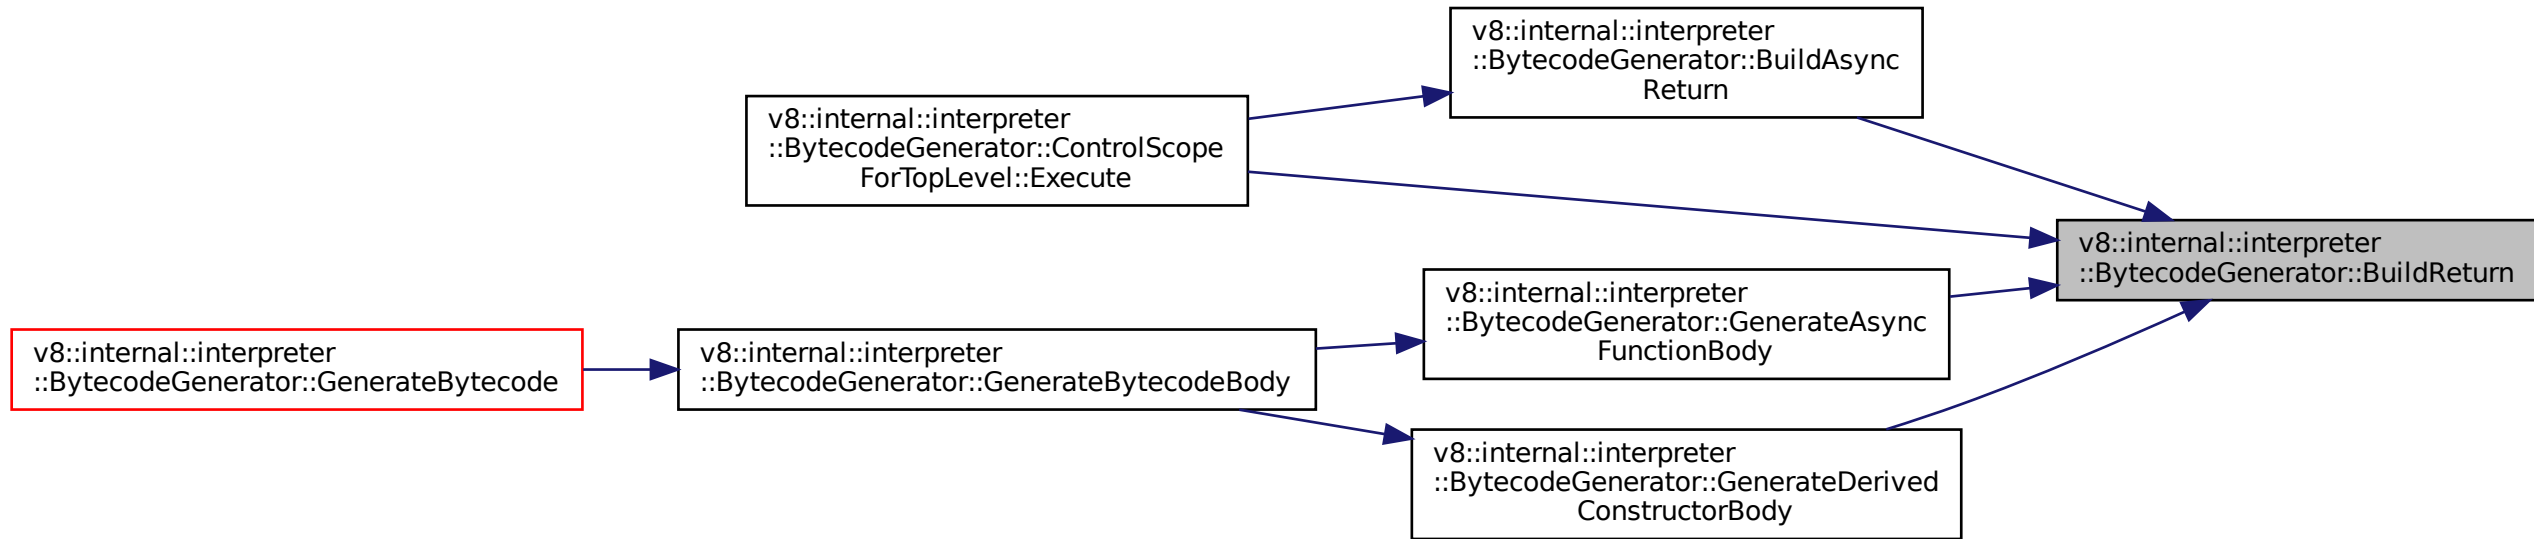 v8::internal::interpreter
::BytecodeGenerator::BuildAsync
Return
v8::internal::interpreter
::BytecodeGenerator::ControlScope
ForTopLevel::Execute
v8::internal::interpreter
::BytecodeGenerator::BuildReturn
v8::internal::interpreter
::BytecodeGenerator::GenerateAsync
FunctionBody
v8::internal::interpreter
::BytecodeGenerator::GenerateBytecode
v8::internal::interpreter
::BytecodeGenerator::GenerateBytecodeBody
v8::internal::interpreter
::BytecodeGenerator::GenerateDerived
ConstructorBody